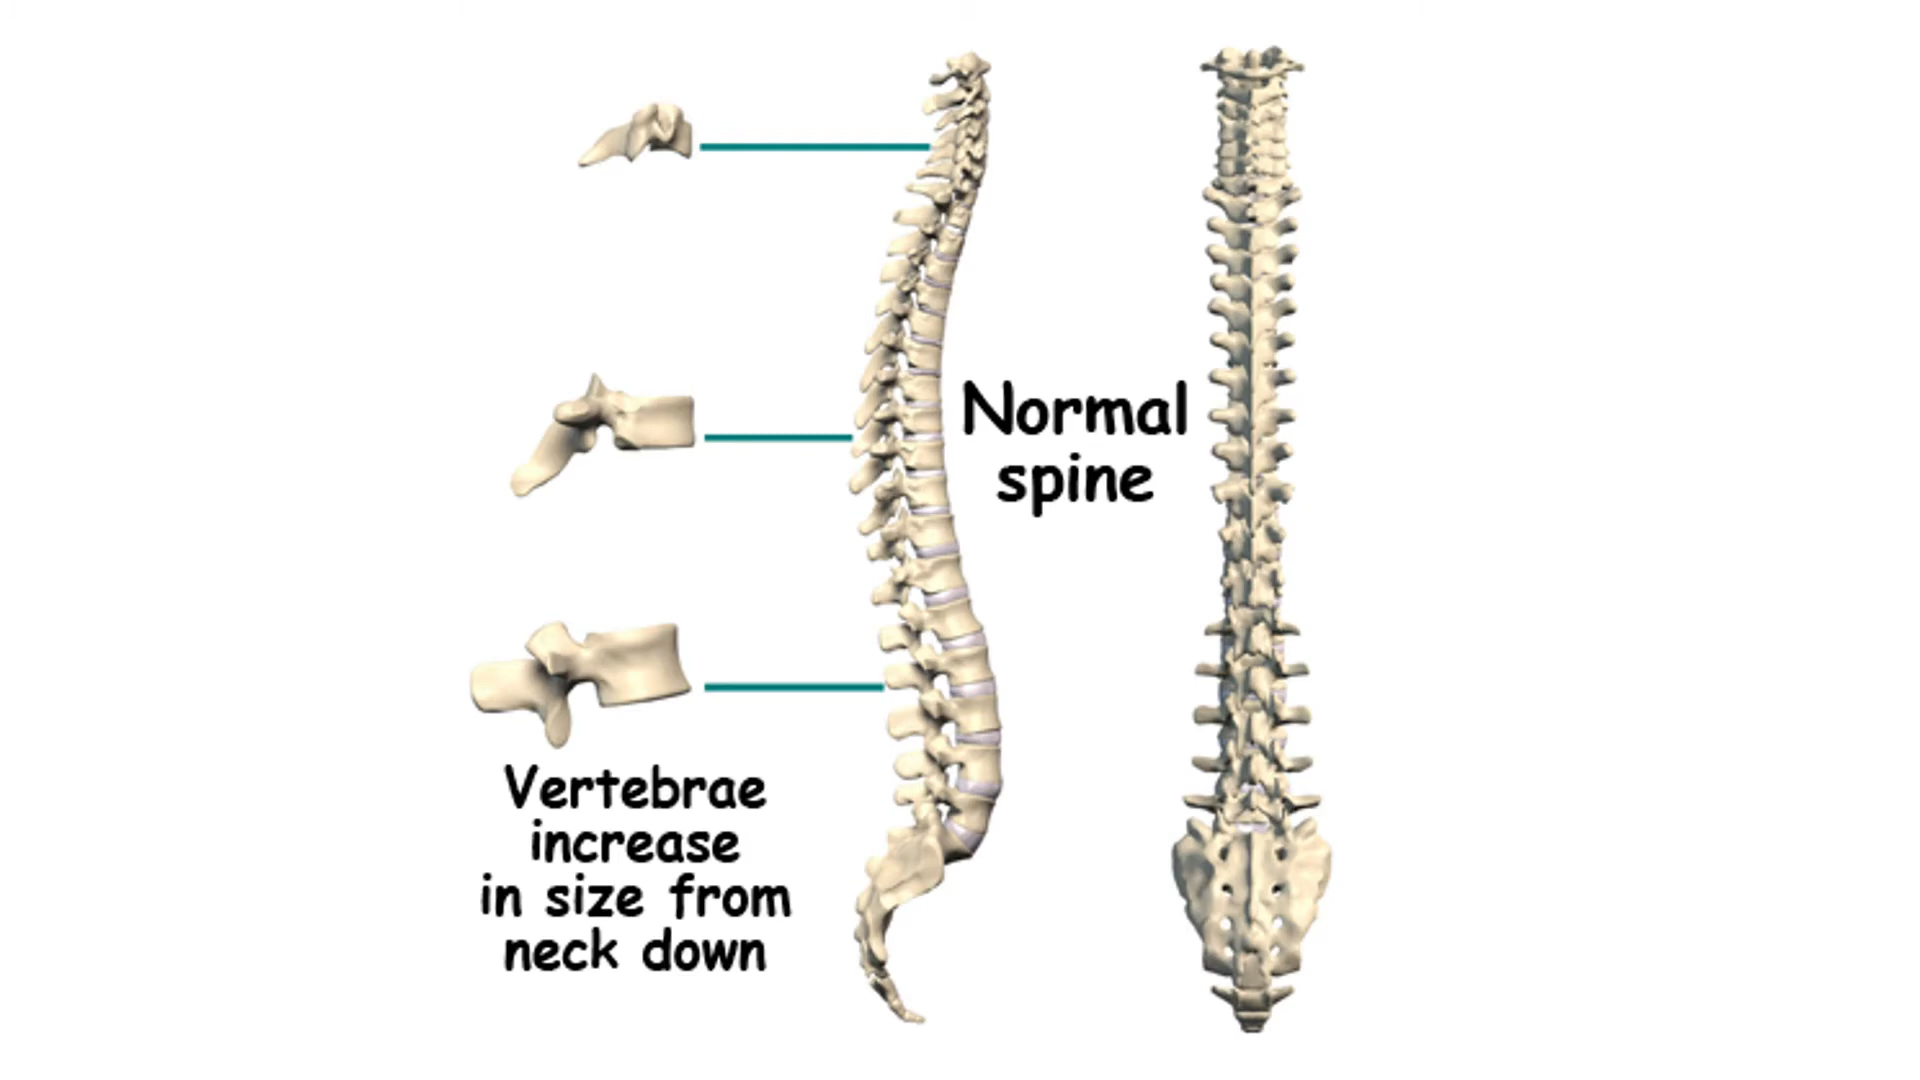 Normal
spine
Vertebrae
increase
in size from
neck down